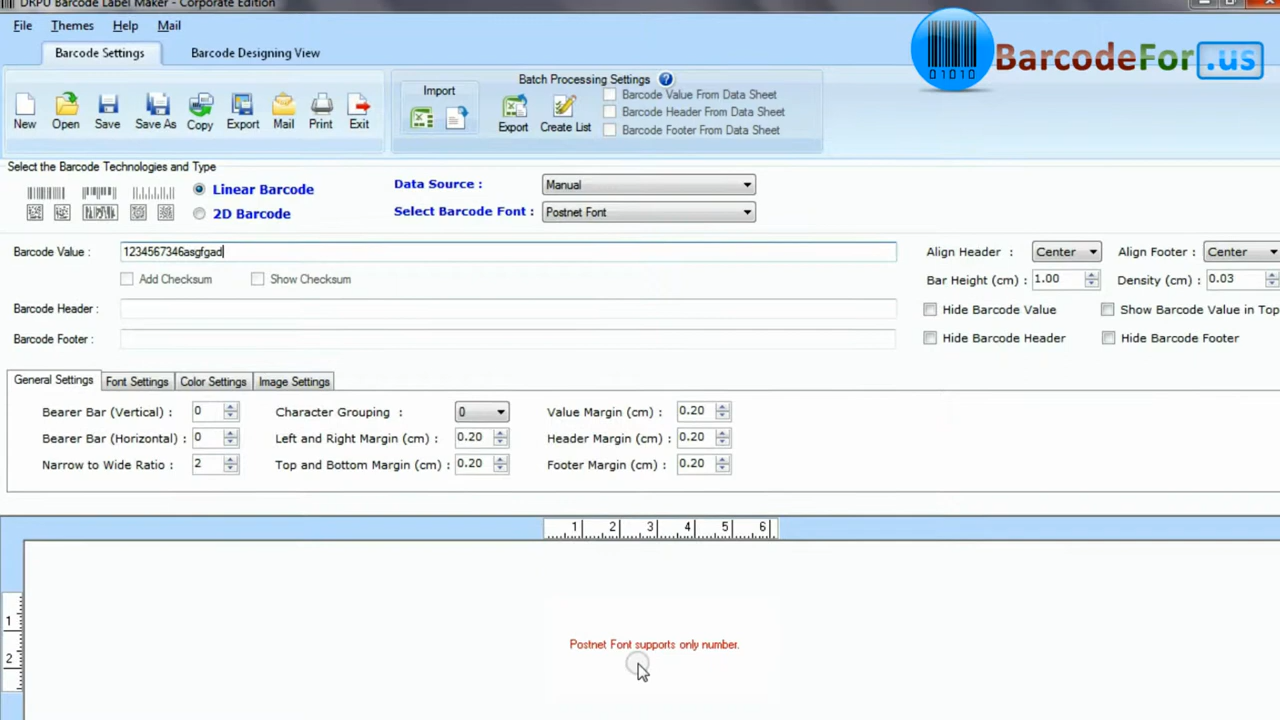 DRPU Barcode Label Maker - Corporate Edition
File Themes Help Mail
BarcodeFor.us
01010
Barcode Settings Barcode Designing View
New Open Save Save As Copy Export Mail Print Exit
Import
Batch Processing Settings
Export Create List
Barcode Value From Data Sheet
Barcode Header From Data Sheet
Barcode Footer From Data Sheet
Select the Barcode Technologies and Type
Linear Barcode
2D Barcode
Data Source : Manual
Select Barcode Font : Postnet Font
Barcode Value : 1234567346asgfgad
Add Checksum Show Checksum
Barcode Header :
Barcode Footer :
Align Header : Center Align Footer : Center
Bar Height (cm) : 1.00 Density (cm) : 0.03
Hide Barcode Value Show Barcode Value in Top
Hide Barcode Header Hide Barcode Footer
General Settings Font Settings Color Settings Image Settings
Bearer Bar (Vertical) : 0 Character Grouping : 0 Value Margin (cm) : 0.20
Bearer Bar (Horizontal) : 0 Left and Right Margin (cm) : 0.20 Header Margin (cm) : 0.20
Narrow to Wide Ratio : 2 Top and Bottom Margin (cm) : 0.20 Footer Margin (cm) : 0.20
1 2 3 4 5 6
1
2
Postnet Font supports only number.